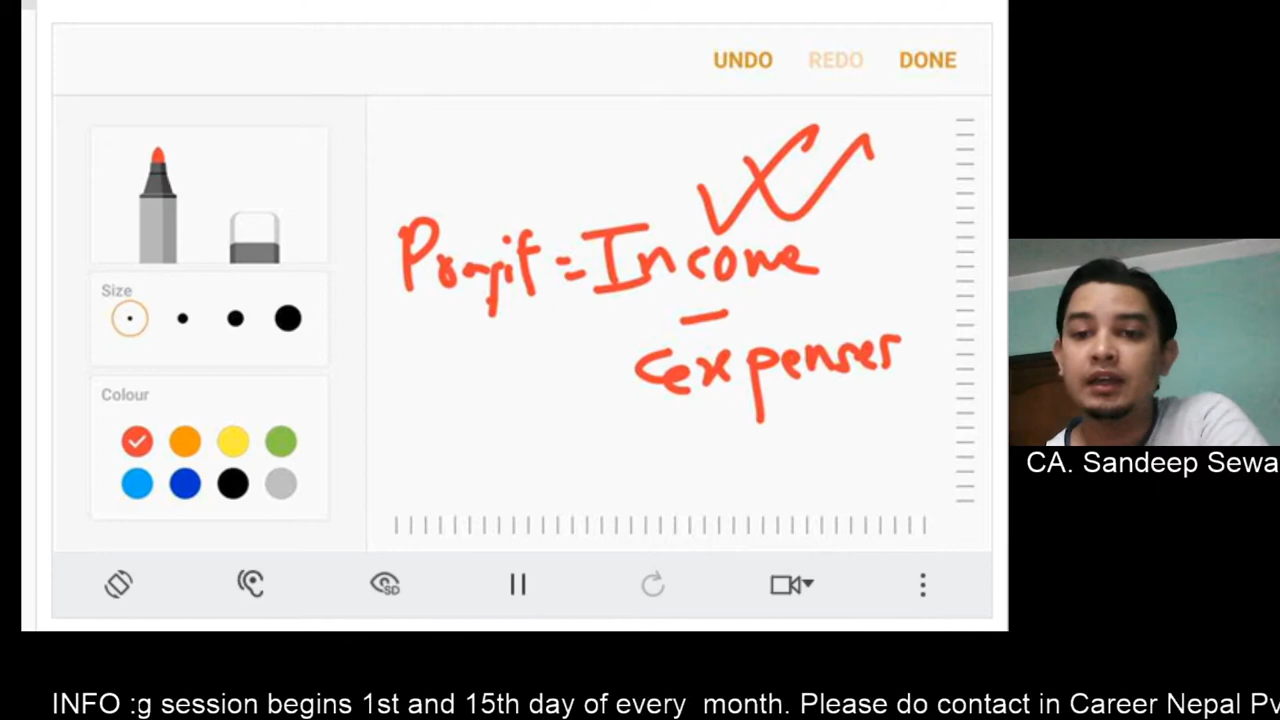 UNDO REDO DONE
Profit = Income
-
expenses
Size
Colour
SD
CA. Sandeep Sewa
INFO :g session begins 1st and 15th day of every month. Please do contact in Career Nepal Pv